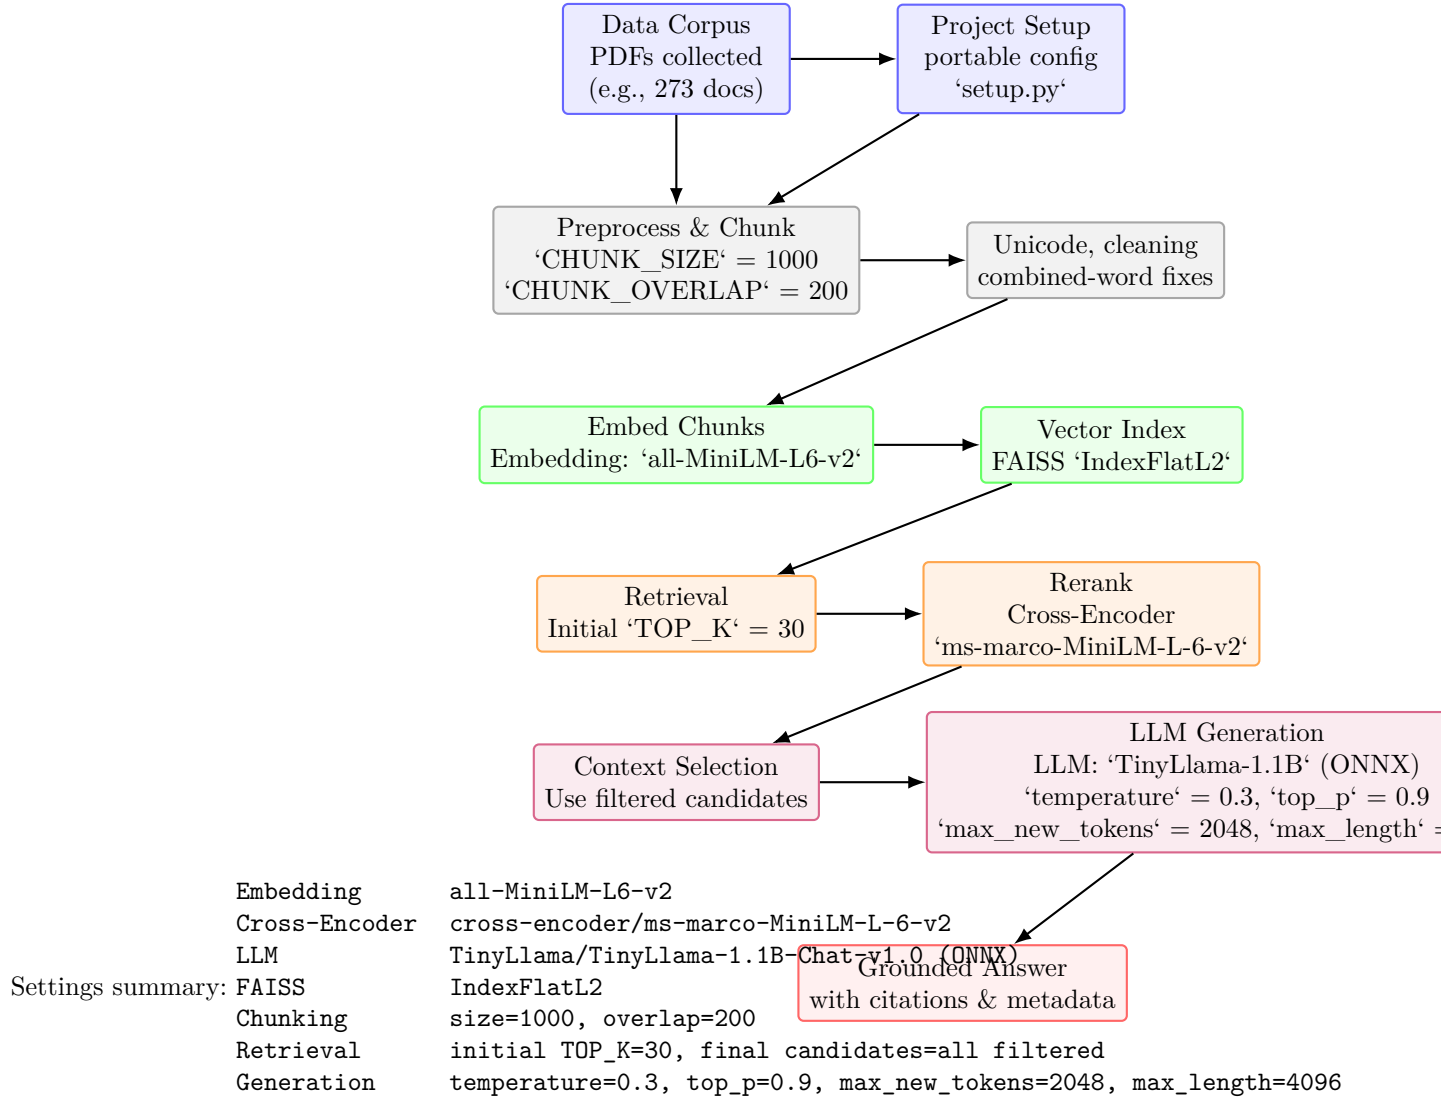 Data Corpus
PDFs collected
(e.g., 273 docs)
Project Setup
portable config
‘setup.py‘
Preprocess & Chunk
‘CHUNK_SIZE‘ = 1000
‘CHUNK_OVERLAP‘ = 200
Unicode, cleaning
combined-word fixes
Embed Chunks
Embedding: ‘all-MiniLM-L6-v2‘
Vector Index
FAISS ‘IndexFlatL2‘
Retrieval
Initial ‘TOP_K‘ = 30
Rerank
Cross-Encoder
‘ms-marco-MiniLM-L-6-v2‘
Context Selection
Use filtered candidates
LLM Generation
LLM: ‘TinyLlama-1.1B‘ (ONNX)
‘temperature‘ = 0.3, ‘top_p‘ = 0.9
‘max_new_tokens‘ = 2048, ‘max_length‘ =
Grounded Answer
with citations & metadata
Settings summary:
Embedding all-MiniLM-L6-v2
Cross-Encoder cross-encoder/ms-marco-MiniLM-L-6-v2
LLM TinyLlama/TinyLlama-1.1B-Chat-v1.0 (ONNX)
FAISS IndexFlatL2
Chunking size=1000, overlap=200
Retrieval initial TOP_K=30, final candidates=all filtered
Generation temperature=0.3, top_p=0.9, max_new_tokens=2048, max_length=4096